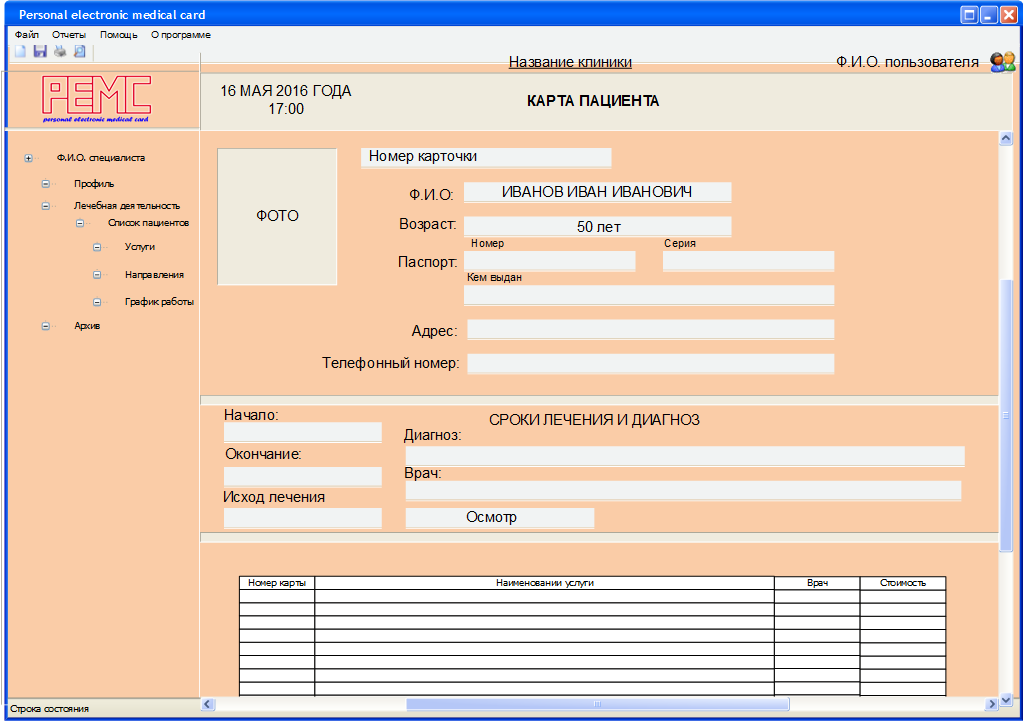 Personal electronic medical card
Файл Отчеты Помощь О программе
Название клиники
Ф.И.О. пользователя
PEMC
personal electronic medical card
16 МАЯ 2016 ГОДА
17:00
КАРТА ПАЦИЕНТА
Ф.И.О. специалиста
Профиль
Лечебная деятельность
Список пациентов
Услуги
Направления
График работы
Архив
ФОТО
Номер карточки
Ф.И.О: ИВАНОВ ИВАН ИВАНОВИЧ
Возраст: 50 лет
Номер Серия
Паспорт:
Кем выдан
Адрес:
Телефонный номер:
СРОКИ ЛЕЧЕНИЯ И ДИАГНОЗ
Начало:
Диагноз:
Окончание:
Врач:
Исход лечения
Осмотр
Номер карты Наименовании услуги Врач Стоимость
Строка состояния